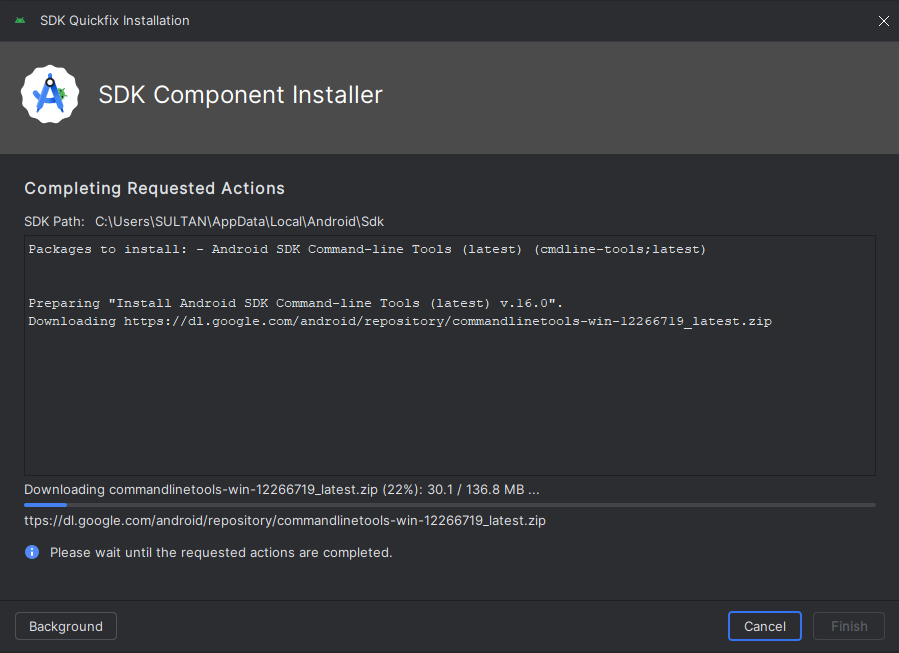 SDK Quickfix Installation
SDK Component Installer
Completing Requested Actions
SDK Path: C:\Users\SULTAN\AppData\Local\Android\Sdk
Packages to install: - Android SDK Command-line Tools (latest) (cmdline-tools;latest)
Preparing "Install Android SDK Command-line Tools (latest) v.16.0".
Downloading https://dl.google.com/android/repository/commandlinetools-win-12266719_latest.zip
Downloading commandlinetools-win-12266719_latest.zip (22%): 30.1 / 136.8 MB ...
ttps://dl.google.com/android/repository/commandlinetools-win-12266719_latest.zip
Please wait until the requested actions are completed.
Background Cancel Finish